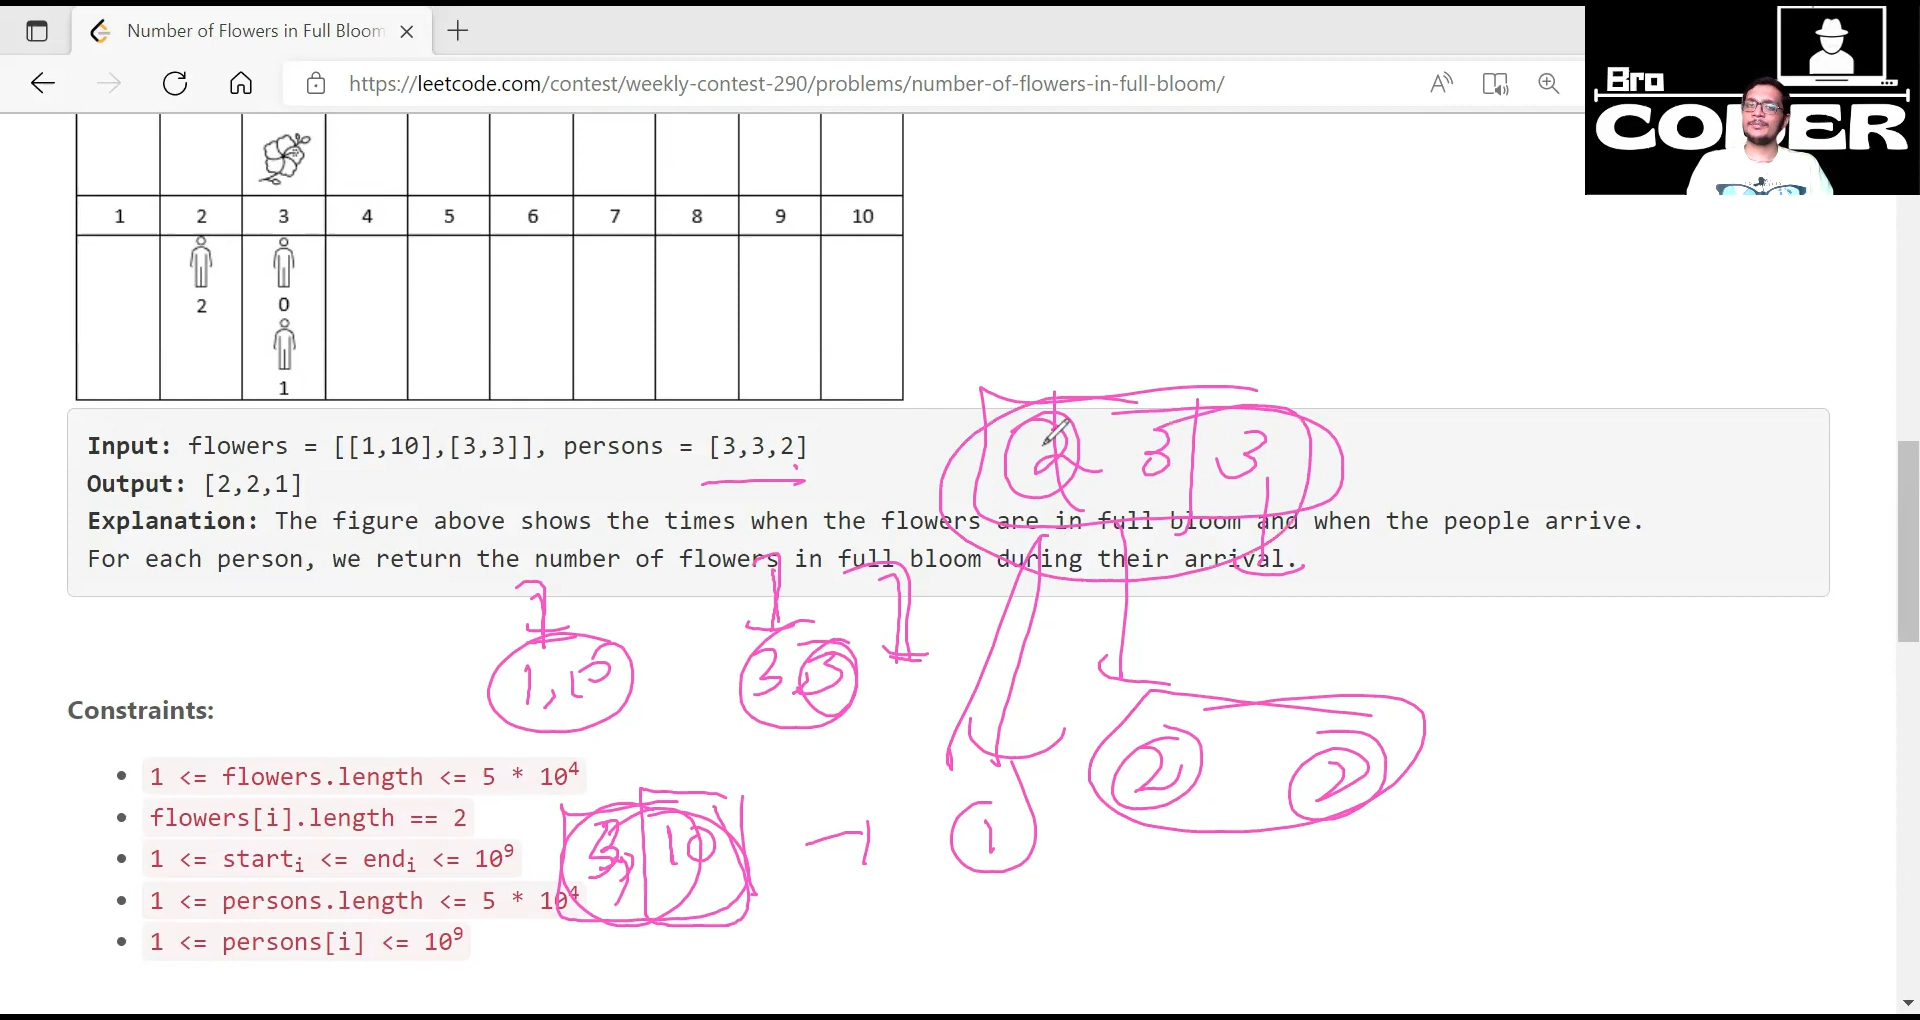 Number of Flowers in Full Bloom
https://leetcode.com/contest/weekly-contest-290/problems/number-of-flowers-in-full-bloom/
Bro
CODER
1 2 3 4 5 6 7 8 9 10
2 0
1
Input: flowers = [[1,10],[3,3]], persons = [3,3,2]
2 3 3
Output: [2,2,1]
Explanation: The figure above shows the times when the flowers are in full bloom and when the people arrive.
For each person, we return the number of flowers in full bloom during their arrival.
1,10 3,3
Constraints:
2 2
1 <= flowers.length <= 5 * 10⁴
flowers[i].length == 2
3, 10 1
1 <= startᵢ <= endᵢ <= 10⁹
1 <= persons.length <= 5 * 10⁴
1 <= persons[i] <= 10⁹